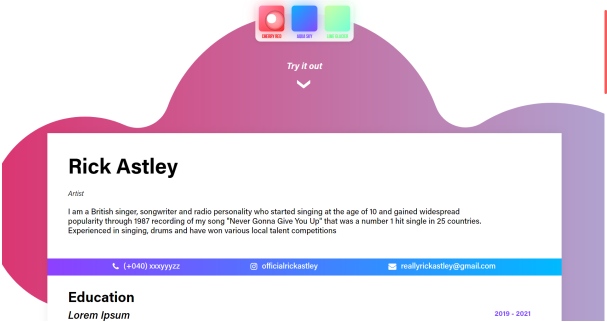 CHERRY RED
HIGH SKY
LIME GREEN
Try it out
Rick Astley
Artist
I am a British singer, songwriter and radio personality who started singing at the age of 10 and gained widespread
popularity through 1987 recording of my song "Never Gonna Give You Up" that was a number 1 hit single in 25 countries.
Experienced in singing, drums and have won various local talent competitions
(+040) xxxyyyzz
officialrickastley
reallyrickastley@gmail.com
Education
Lorem Ipsum
2019 - 2021